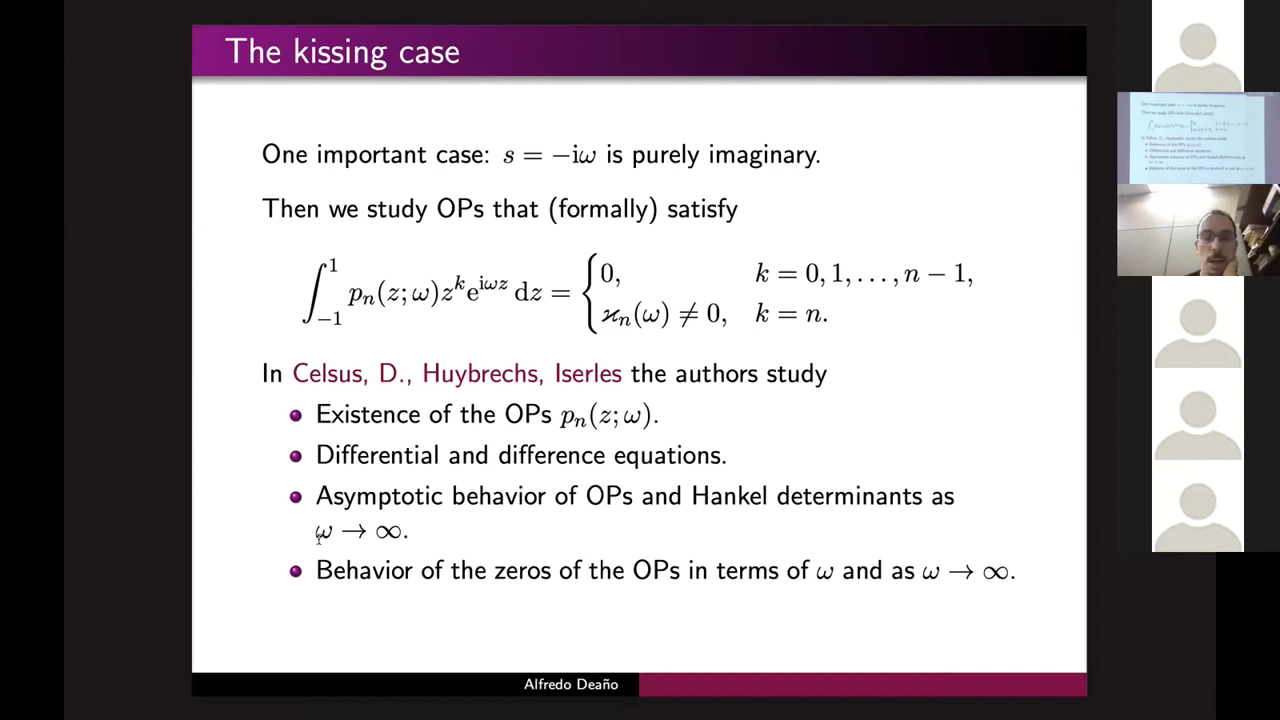 The kissing case
One important case: s = −iω is purely imaginary.
Then we study OPs that (formally) satisfy
∫_{−1}^{1} p_n(z; ω)z^k e^{iωz} dz = { 0, k = 0, 1, . . . , n − 1,
ϰ_n(ω) ≠ 0, k = n.
In Celsus, D., Huybrechs, Iserles the authors study
Existence of the OPs p_n(z; ω).
Differential and difference equations.
Asymptotic behavior of OPs and Hankel determinants as
ω → ∞.
Behavior of the zeros of the OPs in terms of ω and as ω → ∞.
Alfredo Deaño